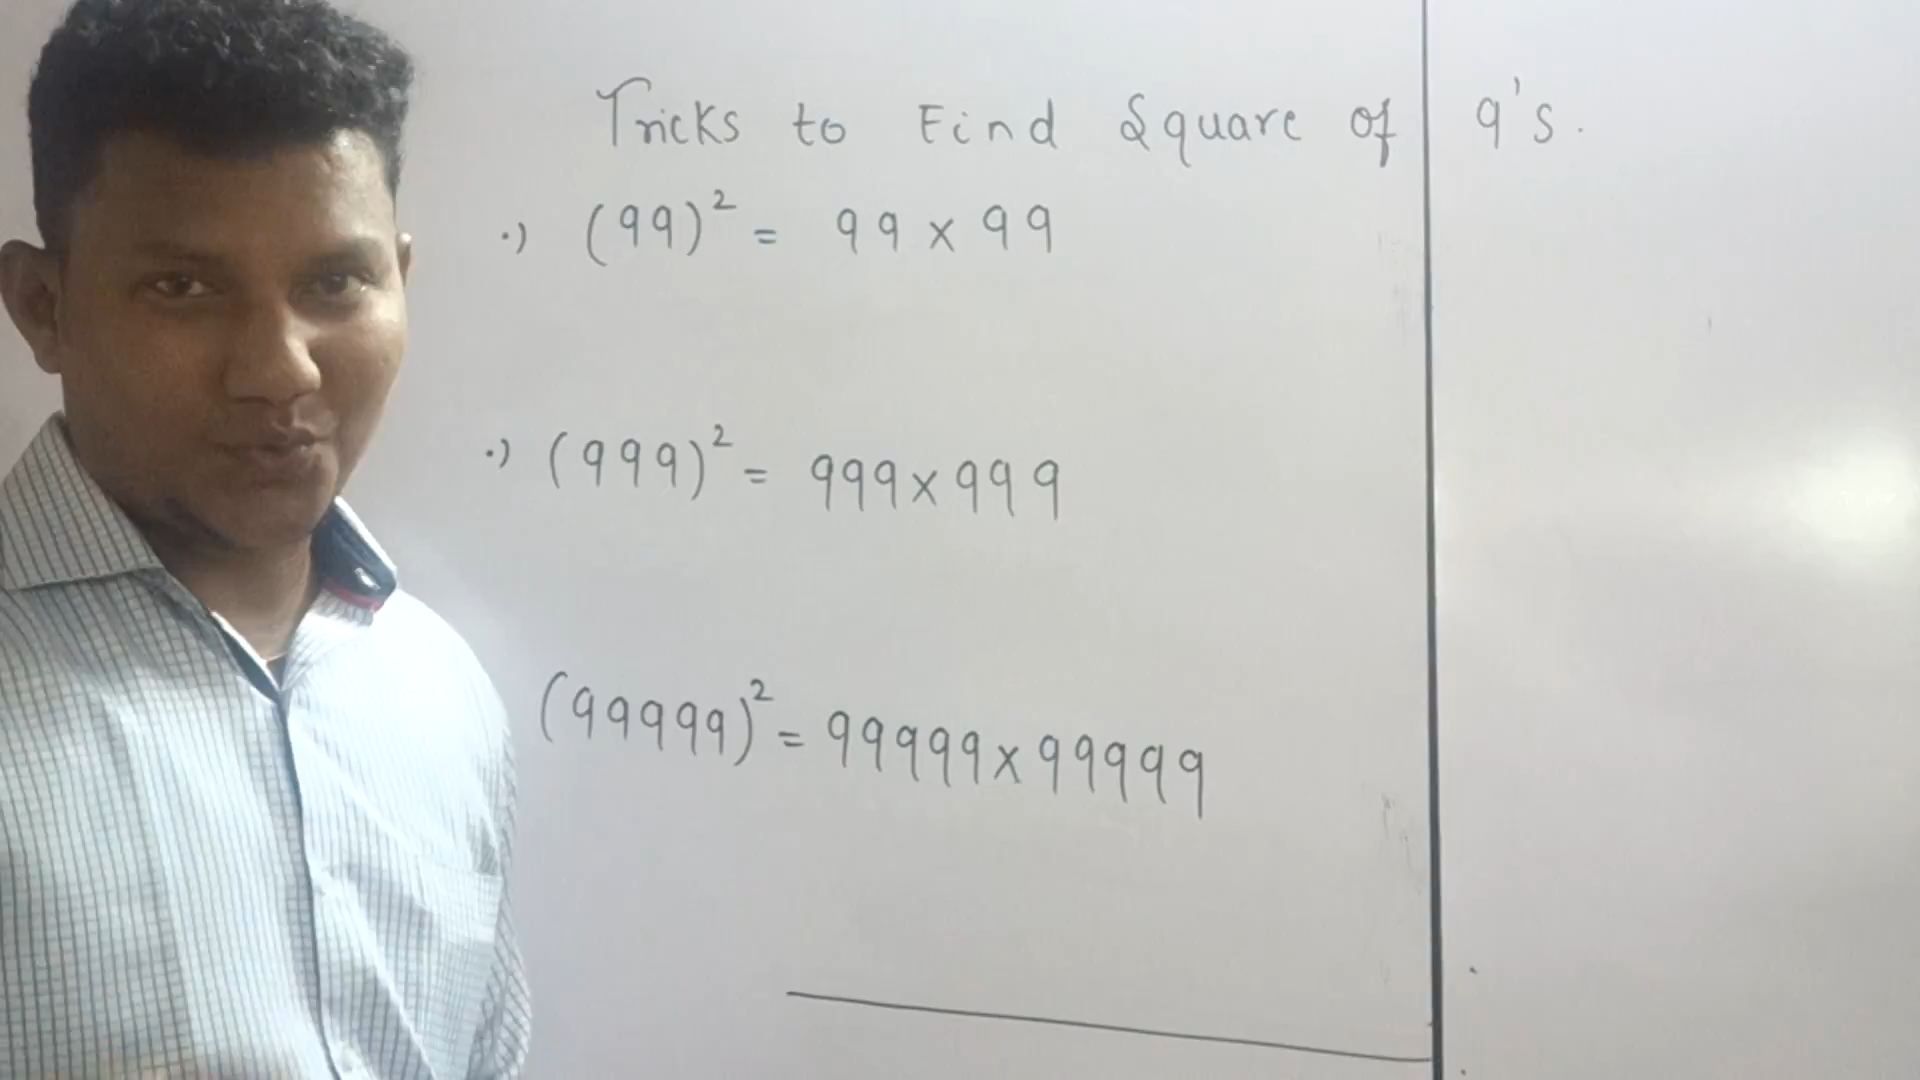 Tricks to Find Square of 9's.
.) (99)² = 99 × 99
.) (999)² = 999 × 999
(99999)² = 99999 × 99999